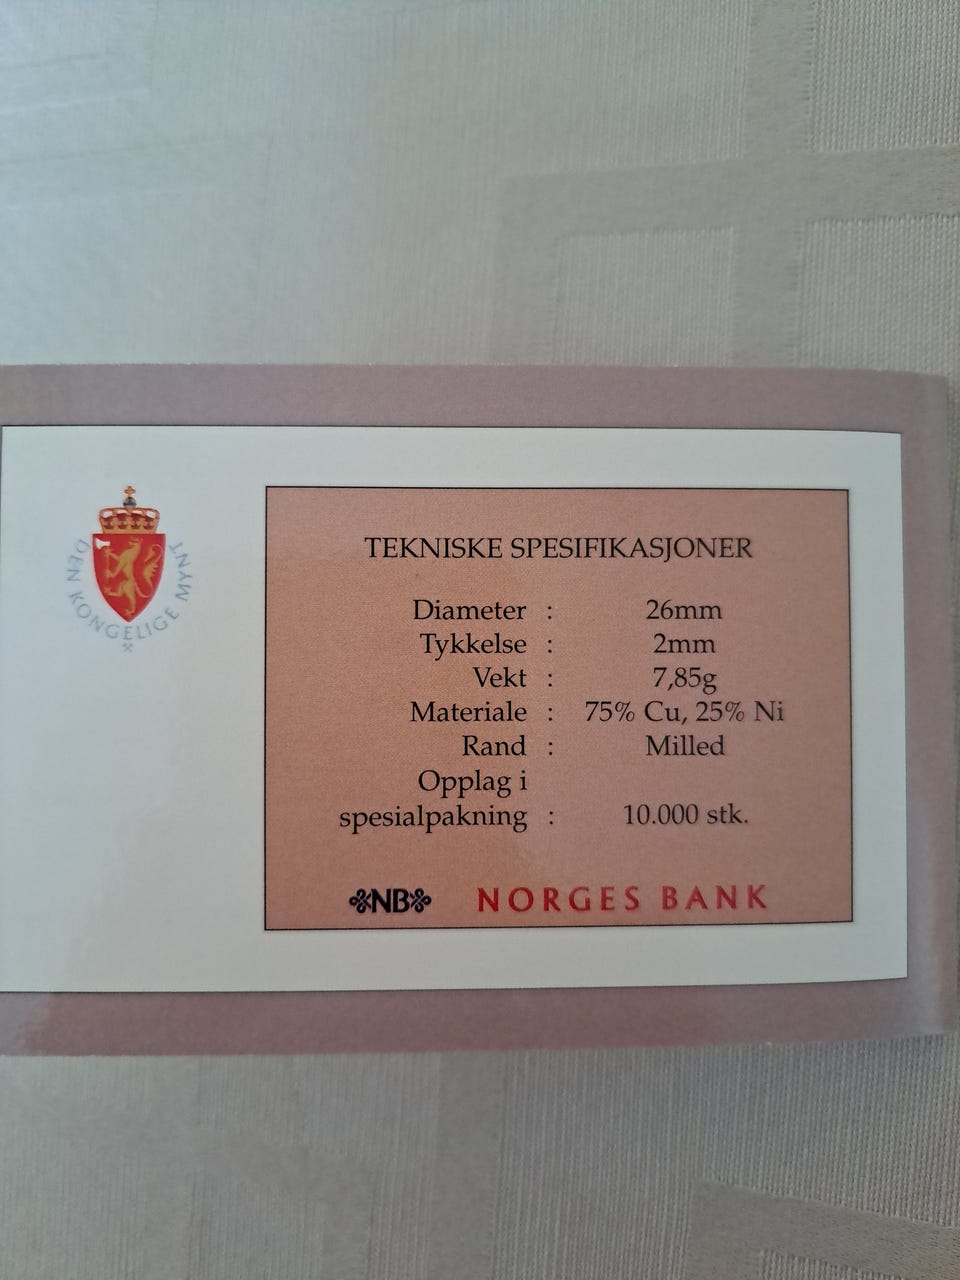 DEN KONGELIGE MYNT
TEKNISKE SPESIFIKASJONER
Diameter : 26mm
Tykkelse : 2mm
Vekt : 7,85g
Materiale : 75% Cu, 25% Ni
Rand : Milled
Opplag i
spesialpakning : 10.000 stk.
NB NORGES BANK